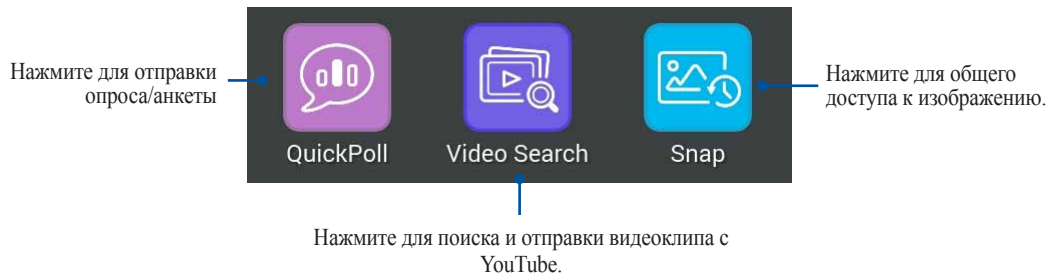 Нажмите для отправки
опроса/анкеты
Нажмите для общего
доступа к изображению.
QuickPoll
Video Search
Snap
Нажмите для поиска и отправки видеоклипа с
YouTube.